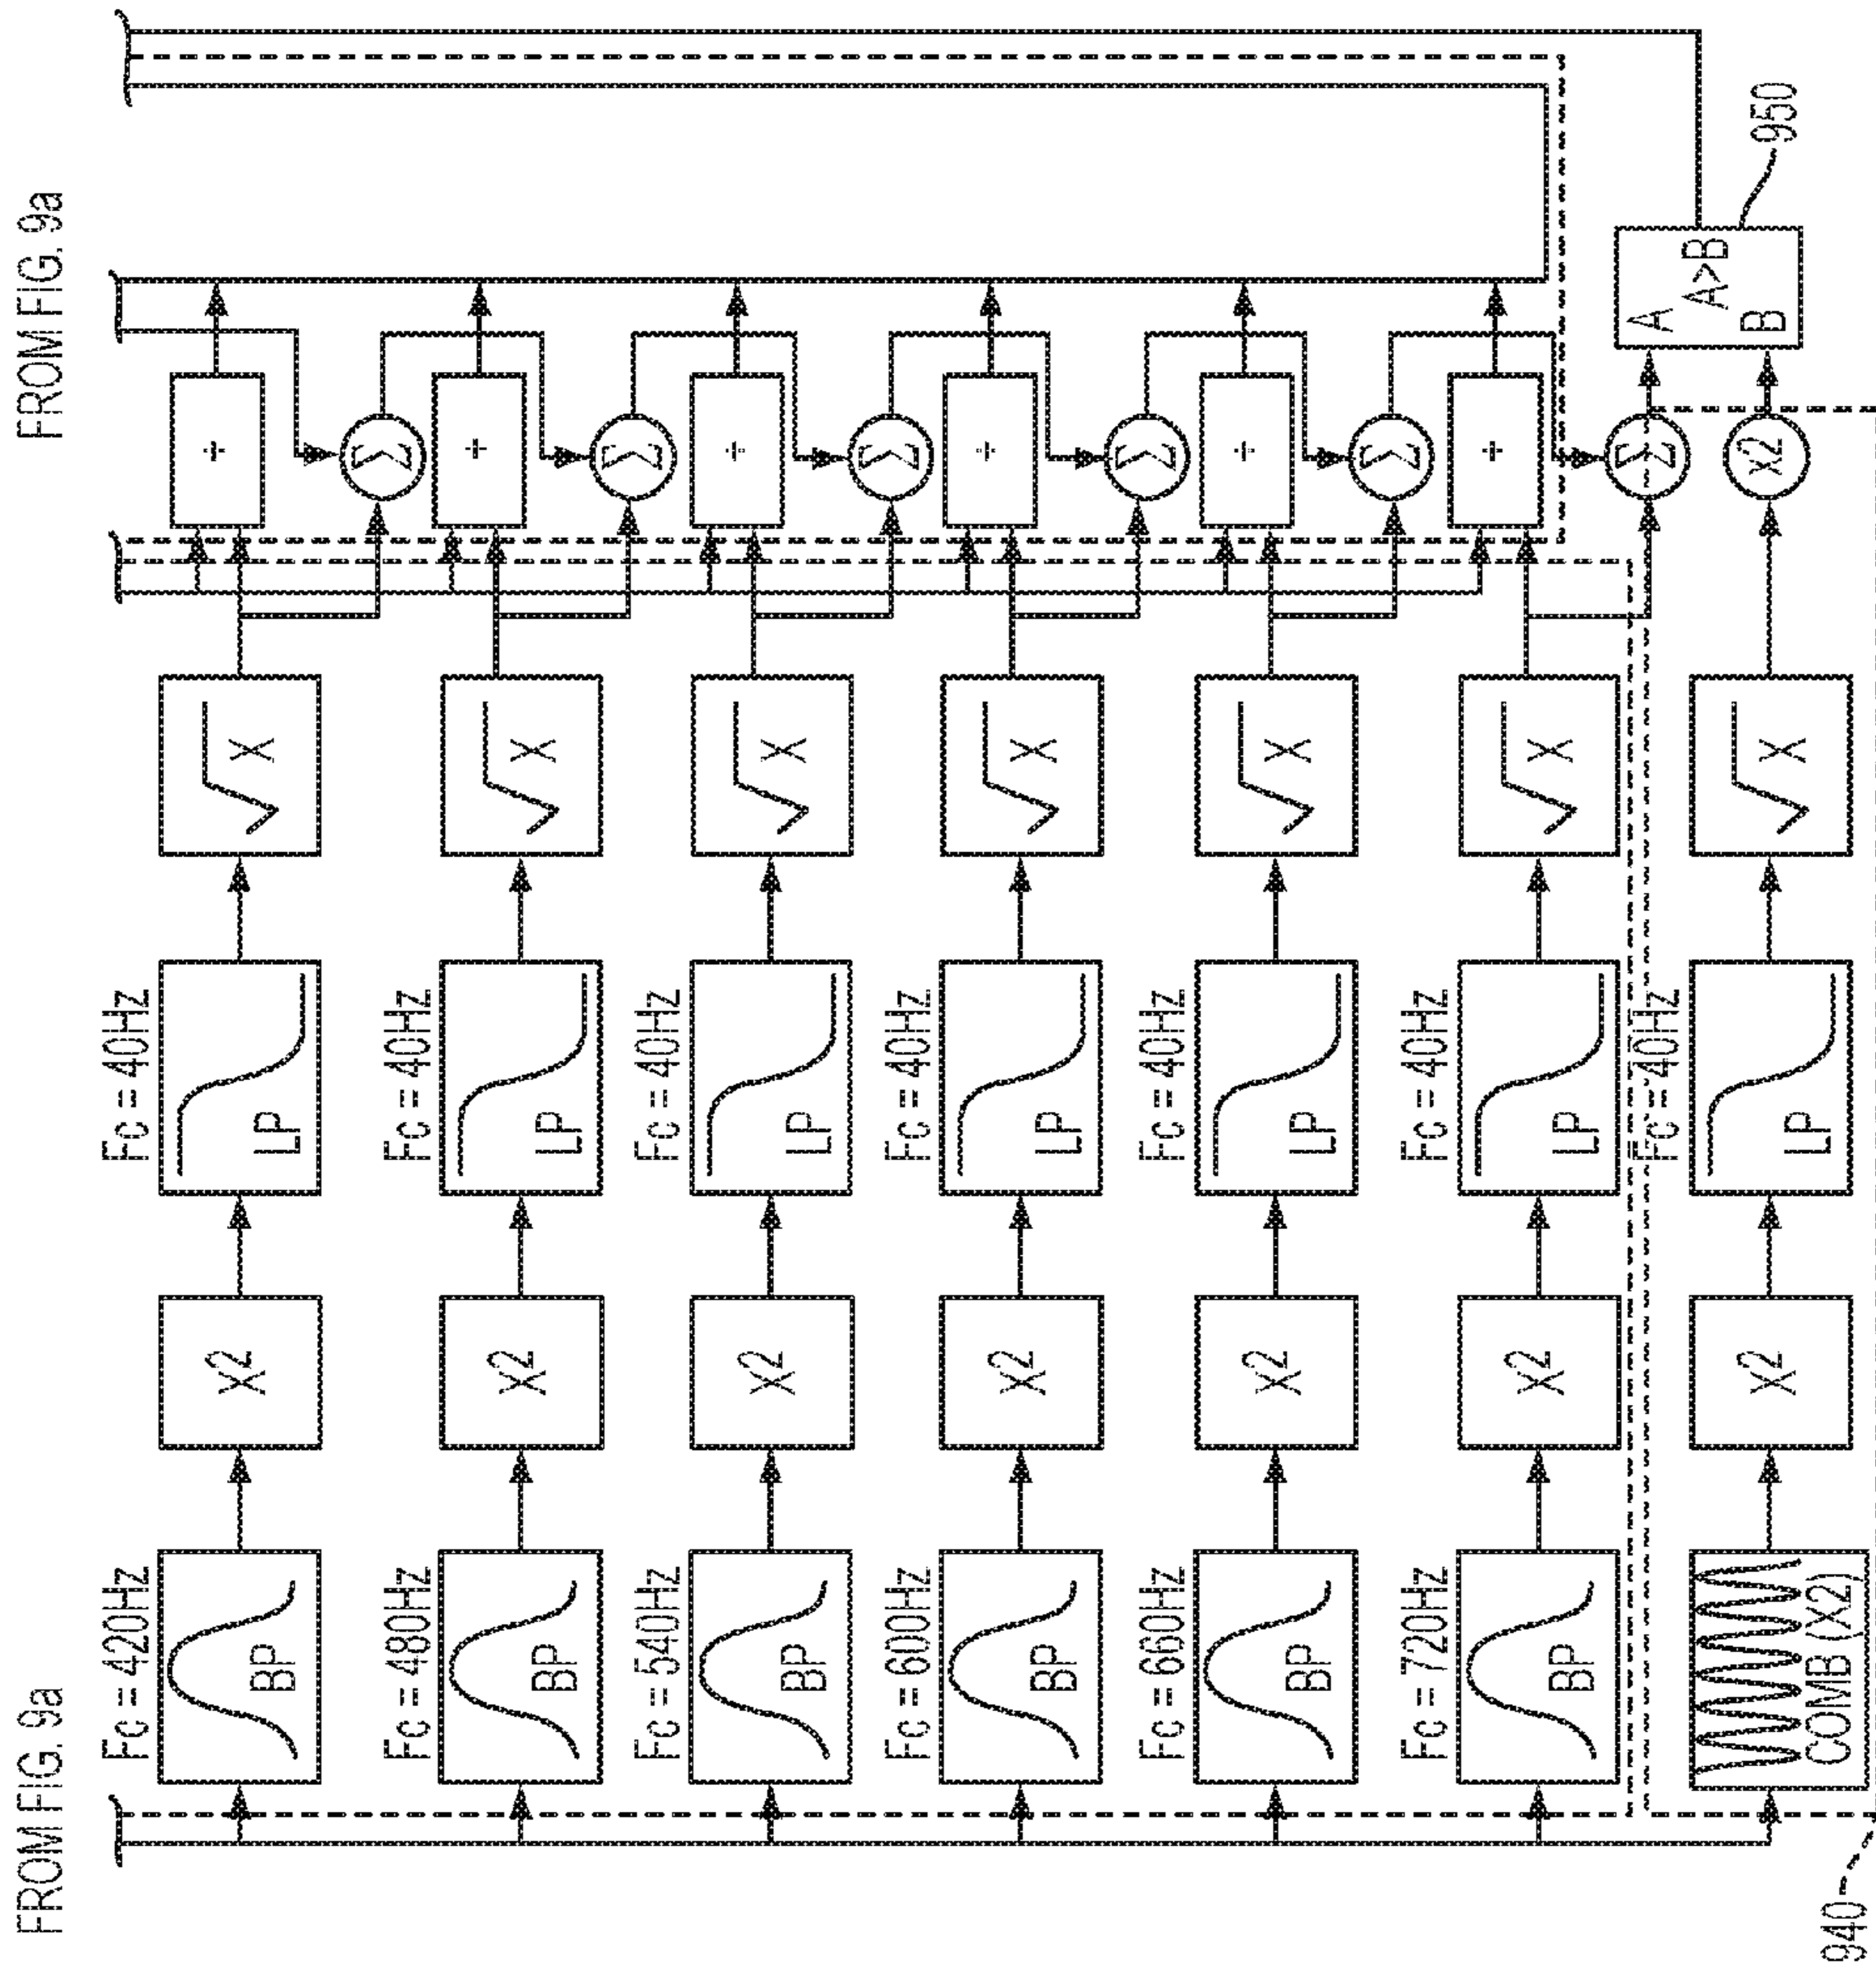 FROM FIG. 9a
FROM FIG. 9a
Fc = 420Hz
Fc = 40Hz
BP
X2
LP
√X
÷
Σ
Fc = 480Hz
Fc = 40Hz
BP
X2
LP
√X
÷
Σ
Fc = 540Hz
Fc = 40Hz
BP
X2
LP
√X
÷
Σ
Fc = 600Hz
Fc = 40Hz
BP
X2
LP
√X
÷
Σ
Fc = 660Hz
Fc = 40Hz
BP
X2
LP
√X
÷
Σ
Fc = 720Hz
Fc = 40Hz
BP
X2
LP
√X
÷
Σ
Fc = 40Hz
COMB (X2)
X2
LP
√X
x2
A
A>B
B
950
940